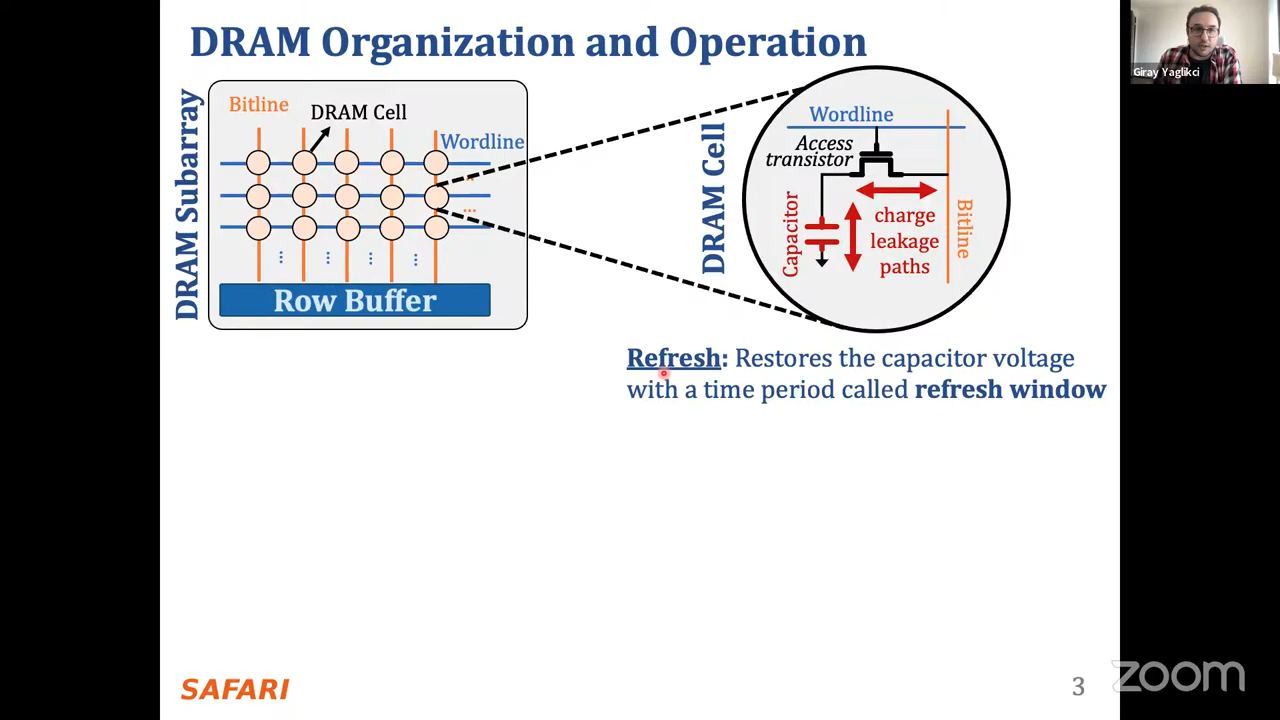 DRAM Organization and Operation
Giray Yaglikci
DRAM Subarray
Bitline
DRAM Cell
Wordline
...
...
Row Buffer
DRAM Cell
Wordline
Access
transistor
Capacitor
charge
leakage
paths
Bitline
Refresh: Restores the capacitor voltage
with a time period called refresh window
SAFARI
3
zoom